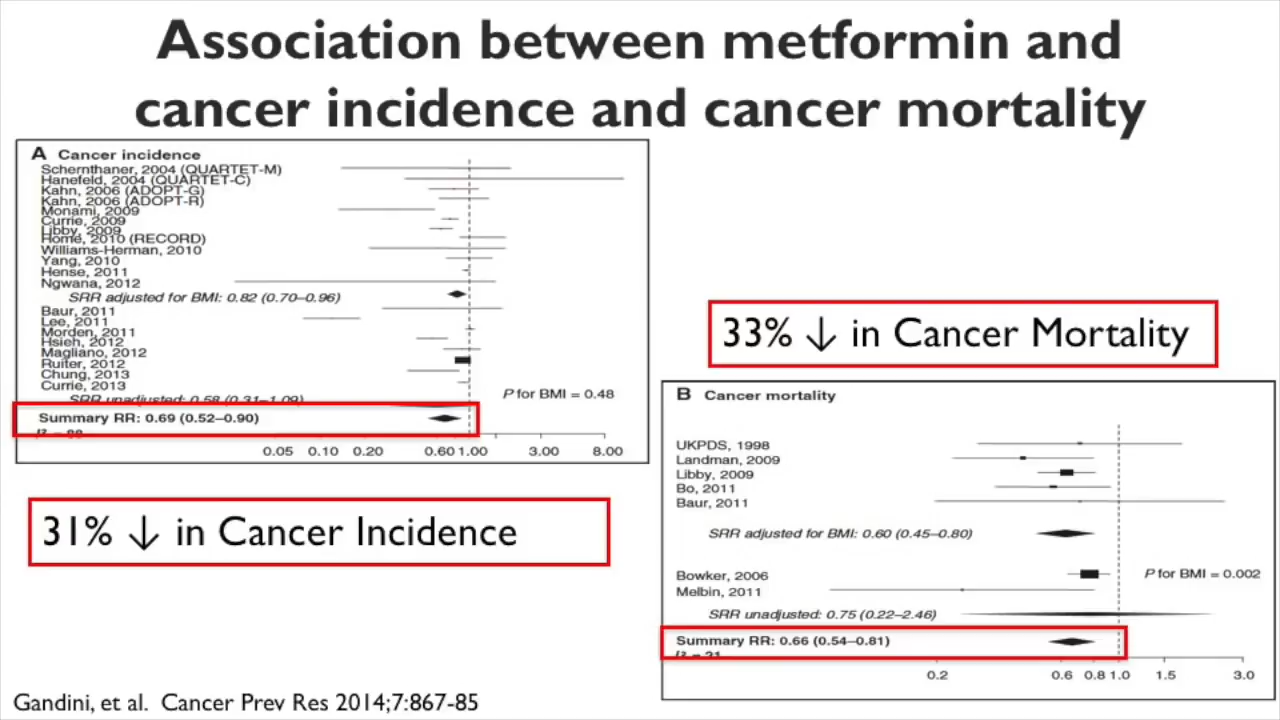 Association between metformin and
cancer incidence and cancer mortality
A Cancer incidence
Schernthaner, 2004 (QUARTET-M)
Hanefeld, 2004 (QUARTET-C)
Kahn, 2006 (ADOPT-G)
Kahn, 2006 (ADOPT-R)
Monami, 2009
Currie, 2009
Libby, 2009
Home, 2010 (RECORD)
Williams-Herman, 2010
Yang, 2010
Hense, 2011
Ngwana, 2012
SRR adjusted for BMI: 0.82 (0.70–0.96)
Baur, 2011
Lee, 2011
Morden, 2011
Hsieh, 2012
Magliano, 2012
Ruiter, 2012
Chung, 2013
Currie, 2013
SRR unadjusted: 0.58 (0.31–1.09)
P for BMI = 0.48
Summary RR: 0.69 (0.52–0.90)
0.05 0.10 0.20 0.60 1.00 3.00 8.00
31% ↓ in Cancer Incidence
33% ↓ in Cancer Mortality
B Cancer mortality
UKPDS, 1998
Landman, 2009
Libby, 2009
Bo, 2011
Baur, 2011
SRR adjusted for BMI: 0.60 (0.45–0.80)
Bowker, 2006
P for BMI = 0.002
Melbin, 2011
SRR unadjusted: 0.75 (0.22–2.46)
Summary RR: 0.66 (0.54–0.81)
0.2 0.6 0.8 1.0 1.5 3.0
Gandini, et al. Cancer Prev Res 2014;7:867-85